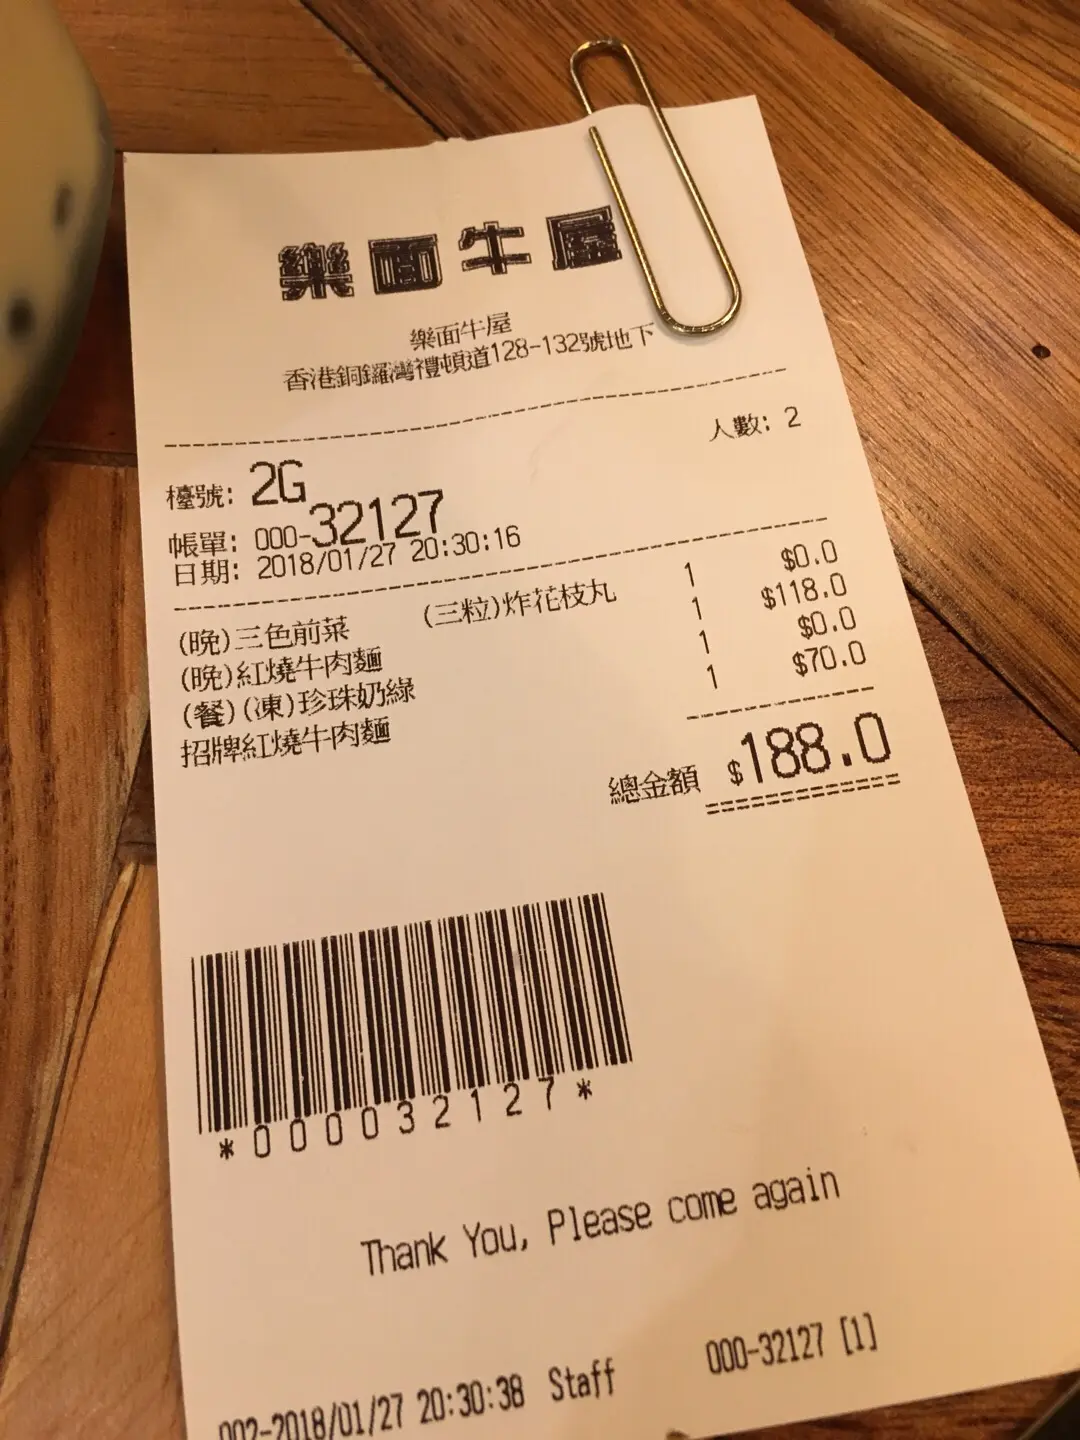 樂面牛屋
樂面牛屋
香港銅鑼灣禮頓道128-132號地下
人數: 2
檯號: 2G
帳單: 000-32127
日期: 2018/01/27 20:30:16
(晚)三色前菜 (三粒)炸花枝丸 1 $0.0
(晚)紅燒牛肉麵 1 $118.0
(餐)(凍)珍珠奶綠 1 $0.0
招牌紅燒牛肉麵 1 $70.0
總金額 $188.0
*000032127*
Thank You, Please come again
002-2018/01/27 20:30:38 Staff 000-32127 [1]